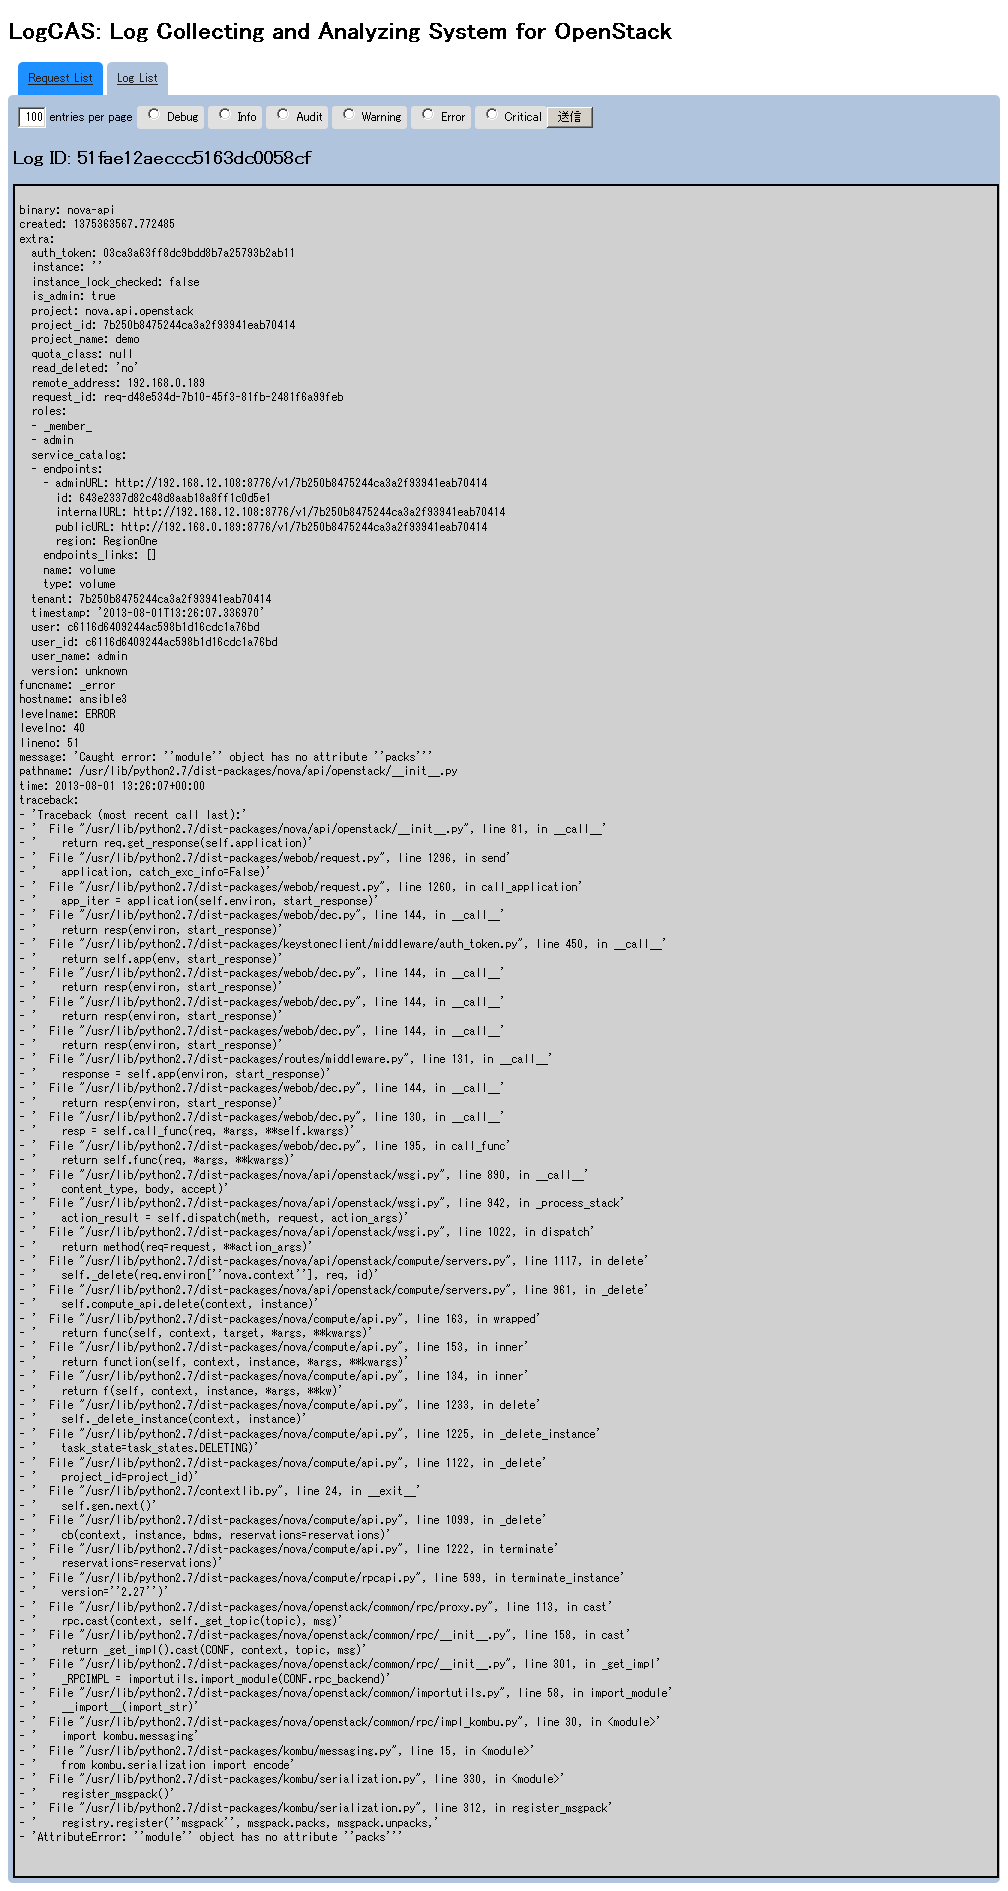 LogCAS: Log Collecting and Analyzing System for OpenStack
Request List
Log List
100 entries per page Debug Info Audit Warning Error Critical 送信
Log ID: 51fae12aeccc5163dc0058cf
binary: nova-api
created: 1375363567.772485
extra:
  auth_token: 03ca3a63ff8dc9bdd8b7a25793b2ab11
  instance: ''
  instance_lock_checked: false
  is_admin: true
  project: nova.api.openstack
  project_id: 7b250b8475244ca3a2f93941eab70414
  project_name: demo
  quota_class: null
  read_deleted: 'no'
  remote_address: 192.168.0.189
  request_id: req-d48e534d-7b10-45f3-81fb-2481f6a99feb
  roles:
  - _member_
  - admin
  service_catalog:
  - endpoints:
    - adminURL: http://192.168.12.108:8776/v1/7b250b8475244ca3a2f93941eab70414
      id: 643e2337d82c48d8aab18a8ff1c0d5e1
      internalURL: http://192.168.12.108:8776/v1/7b250b8475244ca3a2f93941eab70414
      publicURL: http://192.168.0.189:8776/v1/7b250b8475244ca3a2f93941eab70414
      region: RegionOne
    endpoints_links: []
    name: volume
    type: volume
  tenant: 7b250b8475244ca3a2f93941eab70414
  timestamp: '2013-08-01T13:26:07.336970'
  user: c6116d6409244ac598b1d16cdc1a76bd
  user_id: c6116d6409244ac598b1d16cdc1a76bd
  user_name: admin
  version: unknown
funcname: _error
hostname: ansible3
levelname: ERROR
levelno: 40
lineno: 51
message: 'Caught error: ''module'' object has no attribute ''packs'''
pathname: /usr/lib/python2.7/dist-packages/nova/api/openstack/__init__.py
time: 2013-08-01 13:26:07+00:00
traceback:
- 'Traceback (most recent call last):'
- '  File "/usr/lib/python2.7/dist-packages/nova/api/openstack/__init__.py", line 81, in __call__'
- '    return req.get_response(self.application)'
- '  File "/usr/lib/python2.7/dist-packages/webob/request.py", line 1296, in send'
- '    application, catch_exc_info=False)'
- '  File "/usr/lib/python2.7/dist-packages/webob/request.py", line 1260, in call_application'
- '    app_iter = application(self.environ, start_response)'
- '  File "/usr/lib/python2.7/dist-packages/webob/dec.py", line 144, in __call__'
- '    return resp(environ, start_response)'
- '  File "/usr/lib/python2.7/dist-packages/keystoneclient/middleware/auth_token.py", line 450, in __call__'
- '    return self.app(env, start_response)'
- '  File "/usr/lib/python2.7/dist-packages/webob/dec.py", line 144, in __call__'
- '    return resp(environ, start_response)'
- '  File "/usr/lib/python2.7/dist-packages/webob/dec.py", line 144, in __call__'
- '    return resp(environ, start_response)'
- '  File "/usr/lib/python2.7/dist-packages/webob/dec.py", line 144, in __call__'
- '    return resp(environ, start_response)'
- '  File "/usr/lib/python2.7/dist-packages/routes/middleware.py", line 131, in __call__'
- '    response = self.app(environ, start_response)'
- '  File "/usr/lib/python2.7/dist-packages/webob/dec.py", line 144, in __call__'
- '    return resp(environ, start_response)'
- '  File "/usr/lib/python2.7/dist-packages/webob/dec.py", line 130, in __call__'
- '    resp = self.call_func(req, *args, **self.kwargs)'
- '  File "/usr/lib/python2.7/dist-packages/webob/dec.py", line 195, in call_func'
- '    return self.func(req, *args, **kwargs)'
- '  File "/usr/lib/python2.7/dist-packages/nova/api/openstack/wsgi.py", line 890, in __call__'
- '    content_type, body, accept)'
- '  File "/usr/lib/python2.7/dist-packages/nova/api/openstack/wsgi.py", line 942, in _process_stack'
- '    action_result = self.dispatch(meth, request, action_args)'
- '  File "/usr/lib/python2.7/dist-packages/nova/api/openstack/wsgi.py", line 1022, in dispatch'
- '    return method(req=request, **action_args)'
- '  File "/usr/lib/python2.7/dist-packages/nova/api/openstack/compute/servers.py", line 1117, in delete'
- '    self._delete(req.environ[''nova.context''], req, id)'
- '  File "/usr/lib/python2.7/dist-packages/nova/api/openstack/compute/servers.py", line 961, in _delete'
- '    self.compute_api.delete(context, instance)'
- '  File "/usr/lib/python2.7/dist-packages/nova/compute/api.py", line 163, in wrapped'
- '    return func(self, context, target, *args, **kwargs)'
- '  File "/usr/lib/python2.7/dist-packages/nova/compute/api.py", line 153, in inner'
- '    return function(self, context, instance, *args, **kwargs)'
- '  File "/usr/lib/python2.7/dist-packages/nova/compute/api.py", line 134, in inner'
- '    return f(self, context, instance, *args, **kw)'
- '  File "/usr/lib/python2.7/dist-packages/nova/compute/api.py", line 1233, in delete'
- '    self._delete_instance(context, instance)'
- '  File "/usr/lib/python2.7/dist-packages/nova/compute/api.py", line 1225, in _delete_instance'
- '    task_state=task_states.DELETING)'
- '  File "/usr/lib/python2.7/dist-packages/nova/compute/api.py", line 1122, in _delete'
- '    project_id=project_id)'
- '  File "/usr/lib/python2.7/contextlib.py", line 24, in __exit__'
- '    self.gen.next()'
- '  File "/usr/lib/python2.7/dist-packages/nova/compute/api.py", line 1099, in _delete'
- '    cb(context, instance, bdms, reservations=reservations)'
- '  File "/usr/lib/python2.7/dist-packages/nova/compute/api.py", line 1222, in terminate'
- '    reservations=reservations)'
- '  File "/usr/lib/python2.7/dist-packages/nova/compute/rpcapi.py", line 599, in terminate_instance'
- '    version=''2.27'')'
- '  File "/usr/lib/python2.7/dist-packages/nova/openstack/common/rpc/proxy.py", line 113, in cast'
- '    rpc.cast(context, self._get_topic(topic), msg)'
- '  File "/usr/lib/python2.7/dist-packages/nova/openstack/common/rpc/__init__.py", line 158, in cast'
- '    return _get_impl().cast(CONF, context, topic, msg)'
- '  File "/usr/lib/python2.7/dist-packages/nova/openstack/common/rpc/__init__.py", line 301, in _get_impl'
- '    _RPCIMPL = importutils.import_module(CONF.rpc_backend)'
- '  File "/usr/lib/python2.7/dist-packages/nova/openstack/common/importutils.py", line 58, in import_module'
- '    __import__(import_str)'
- '  File "/usr/lib/python2.7/dist-packages/nova/openstack/common/rpc/impl_kombu.py", line 30, in <module>'
- '    import kombu.messaging'
- '  File "/usr/lib/python2.7/dist-packages/kombu/messaging.py", line 15, in <module>'
- '    from kombu.serialization import encode'
- '  File "/usr/lib/python2.7/dist-packages/kombu/serialization.py", line 330, in <module>'
- '    register_msgpack()'
- '  File "/usr/lib/python2.7/dist-packages/kombu/serialization.py", line 312, in register_msgpack'
- '    registry.register(''msgpack'', msgpack.packs, msgpack.unpacks,'
- 'AttributeError: ''module'' object has no attribute ''packs'''